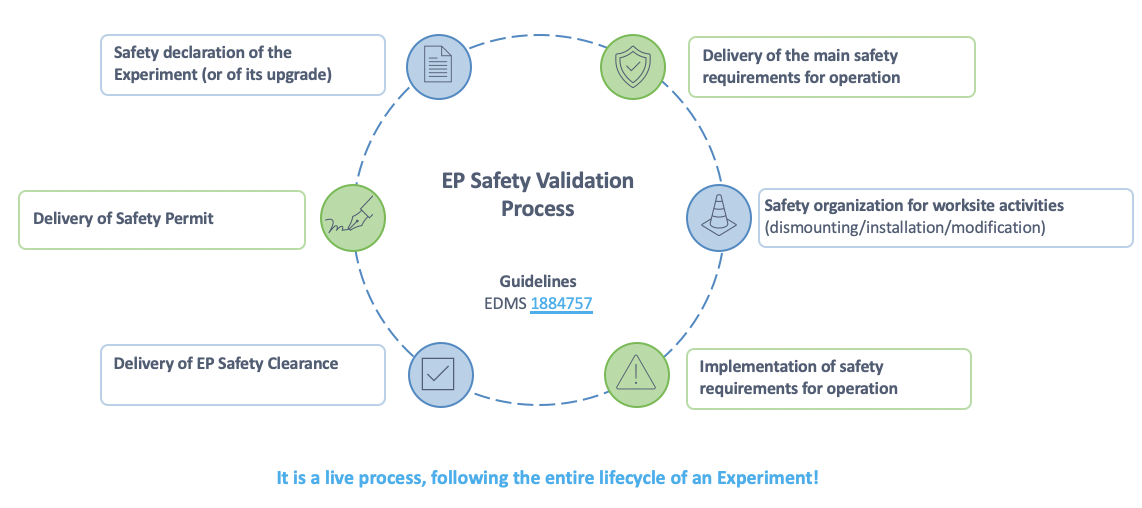 Safety declaration of the
Experiment (or of its upgrade)
Delivery of the main safety
requirements for operation
EP Safety Validation
Process
Delivery of Safety Permit
Safety organization for worksite activities
(dismounting/installation/modification)
Guidelines
EDMS 1884757
Delivery of EP Safety Clearance
Implementation of safety
requirements for operation
It is a live process, following the entire lifecycle of an Experiment!